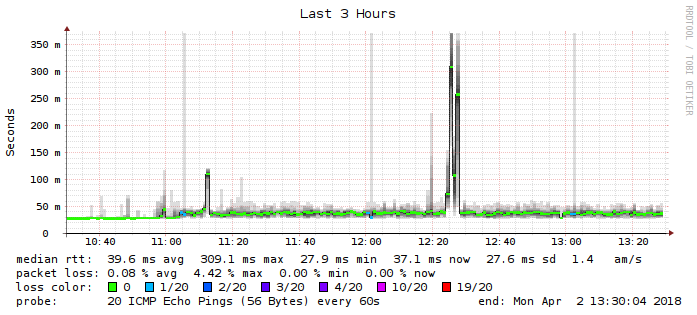 Last 3 Hours
RRDTOOL / TOBI OETIKER
Seconds
350 m
300 m
250 m
200 m
150 m
100 m
50 m
0
10:40 11:00 11:20 11:40 12:00 12:20 12:40 13:00 13:20
median rtt: 39.6 ms avg 309.1 ms max 27.9 ms min 37.1 ms now 27.6 ms sd 1.4 am/s
packet loss: 0.08 % avg 4.42 % max 0.00 % min 0.00 % now
loss color: 0 1/20 2/20 3/20 4/20 10/20 19/20
probe: 20 ICMP Echo Pings (56 Bytes) every 60s end: Mon Apr 2 13:30:04 2018